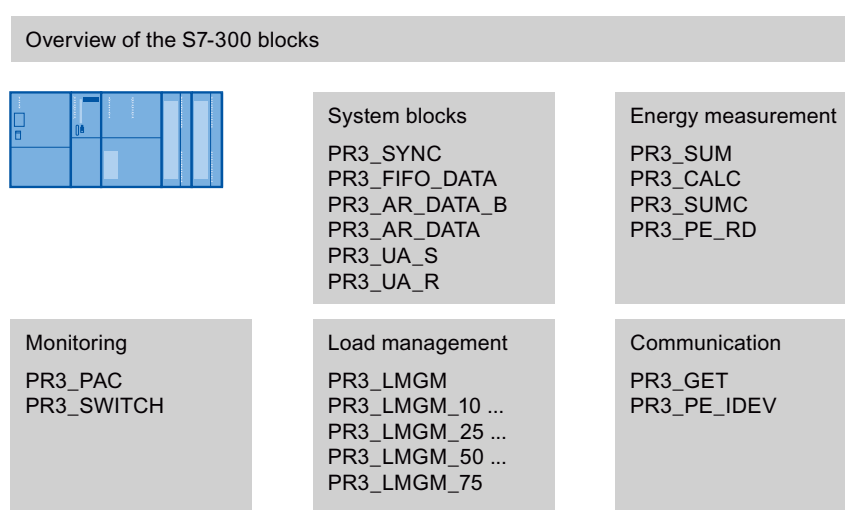 Overview of the S7-300 blocks
System blocks
PR3_SYNC
PR3_FIFO_DATA
PR3_AR_DATA_B
PR3_AR_DATA
PR3_UA_S
PR3_UA_R
Energy measurement
PR3_SUM
PR3_CALC
PR3_SUMC
PR3_PE_RD
Monitoring
PR3_PAC
PR3_SWITCH
Load management
PR3_LMGM
PR3_LMGM_10 ...
PR3_LMGM_25 ...
PR3_LMGM_50 ...
PR3_LMGM_75
Communication
PR3_GET
PR3_PE_IDEV